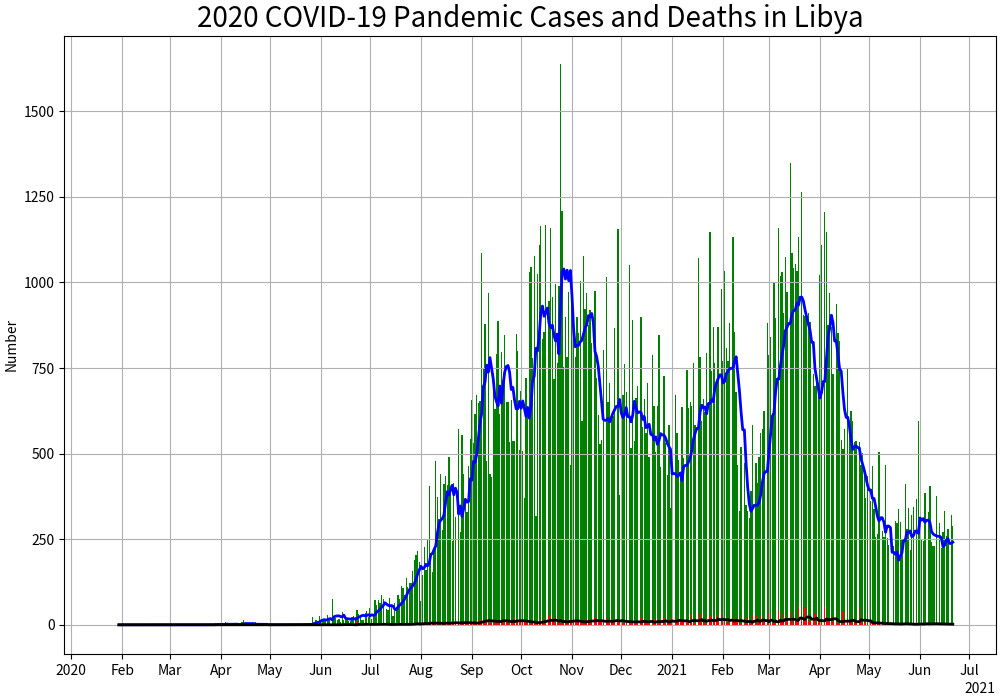 2020 COVID-19 Pandemic Cases and Deaths in Libya
Number
1500
1250
1000
750
500
250
0
2020 Feb Mar Apr May Jun Jul Aug Sep Oct Nov Dec 2021 Feb Mar Apr May Jun Jul
2021